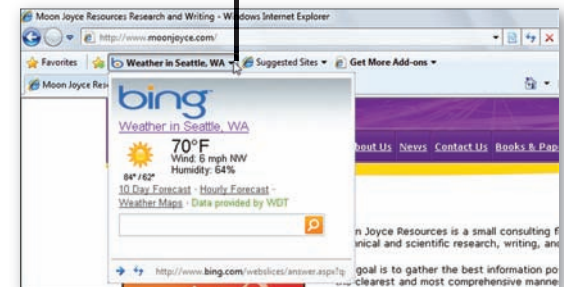 Moon Joyce Resources Research and Writing - Windows Internet Explorer
http://www.moonjoyce.com/
Favorites Weather in Seattle, WA Suggested Sites Get More Add-ons
Moon Joyce Res
bing
Weather in Seattle, WA
70°F
Wind: 6 mph NW
Humidity: 64%
84°/62°
10 Day Forecast - Hourly Forecast -
Weather Maps - Data provided by WDT
bout Us News Contact Us Books & Pap
n Joyce Resources is a small consulting f
nical and scientific research, writing, an
http://www.bing.com/webslices/answer.aspx?q
goal is to gather the best information po
clearest and most comprehensive manne